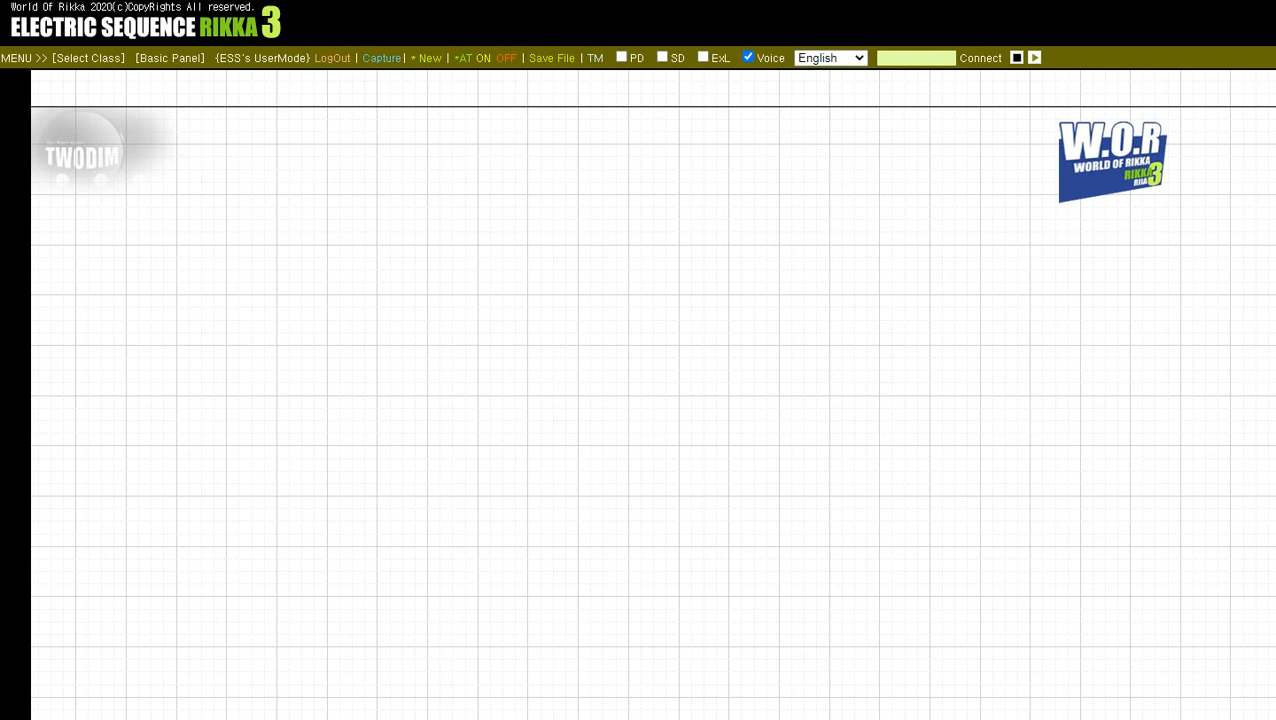 World Of Rikka 2020(c)CopyRights All reserved.
ELECTRIC SEQUENCE RIKKA 3
MENU >> [Select Class] [Basic Panel] {ESS's UserMode} LogOut | Capture | * New | *AT ON OFF | Save File | TM PD SD ExL Voice English Connect
TWODIM
W.O.R
WORLD OF RIKKA
RIKKA 3